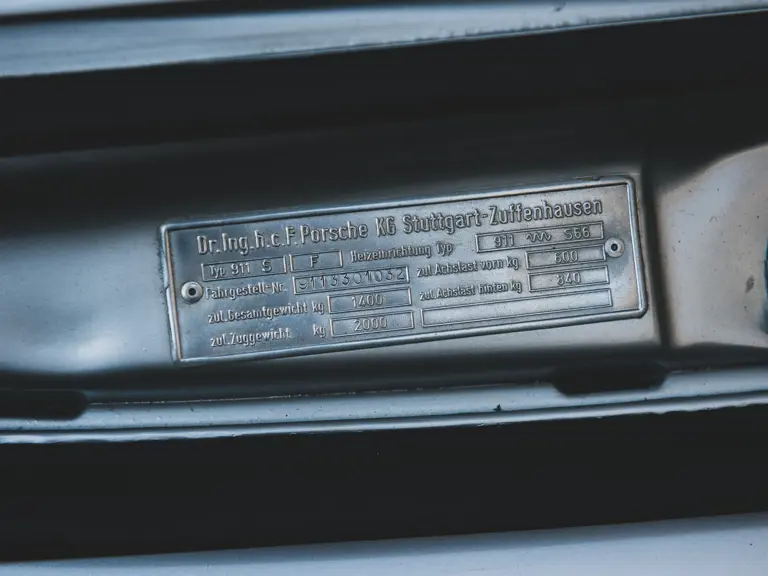 Dr. Ing. h. c. F. Porsche KG Stuttgart-Zuffenhausen
Typ 911 S F Heizeinrichtung Typ 911 S66
Fahrgestell-Nr. 9113301032 zul. Achslast vorn kg 600
zul. Gesamtgewicht kg 1400 zul. Achslast hinten kg 840
zul. Zuggewicht kg 2000